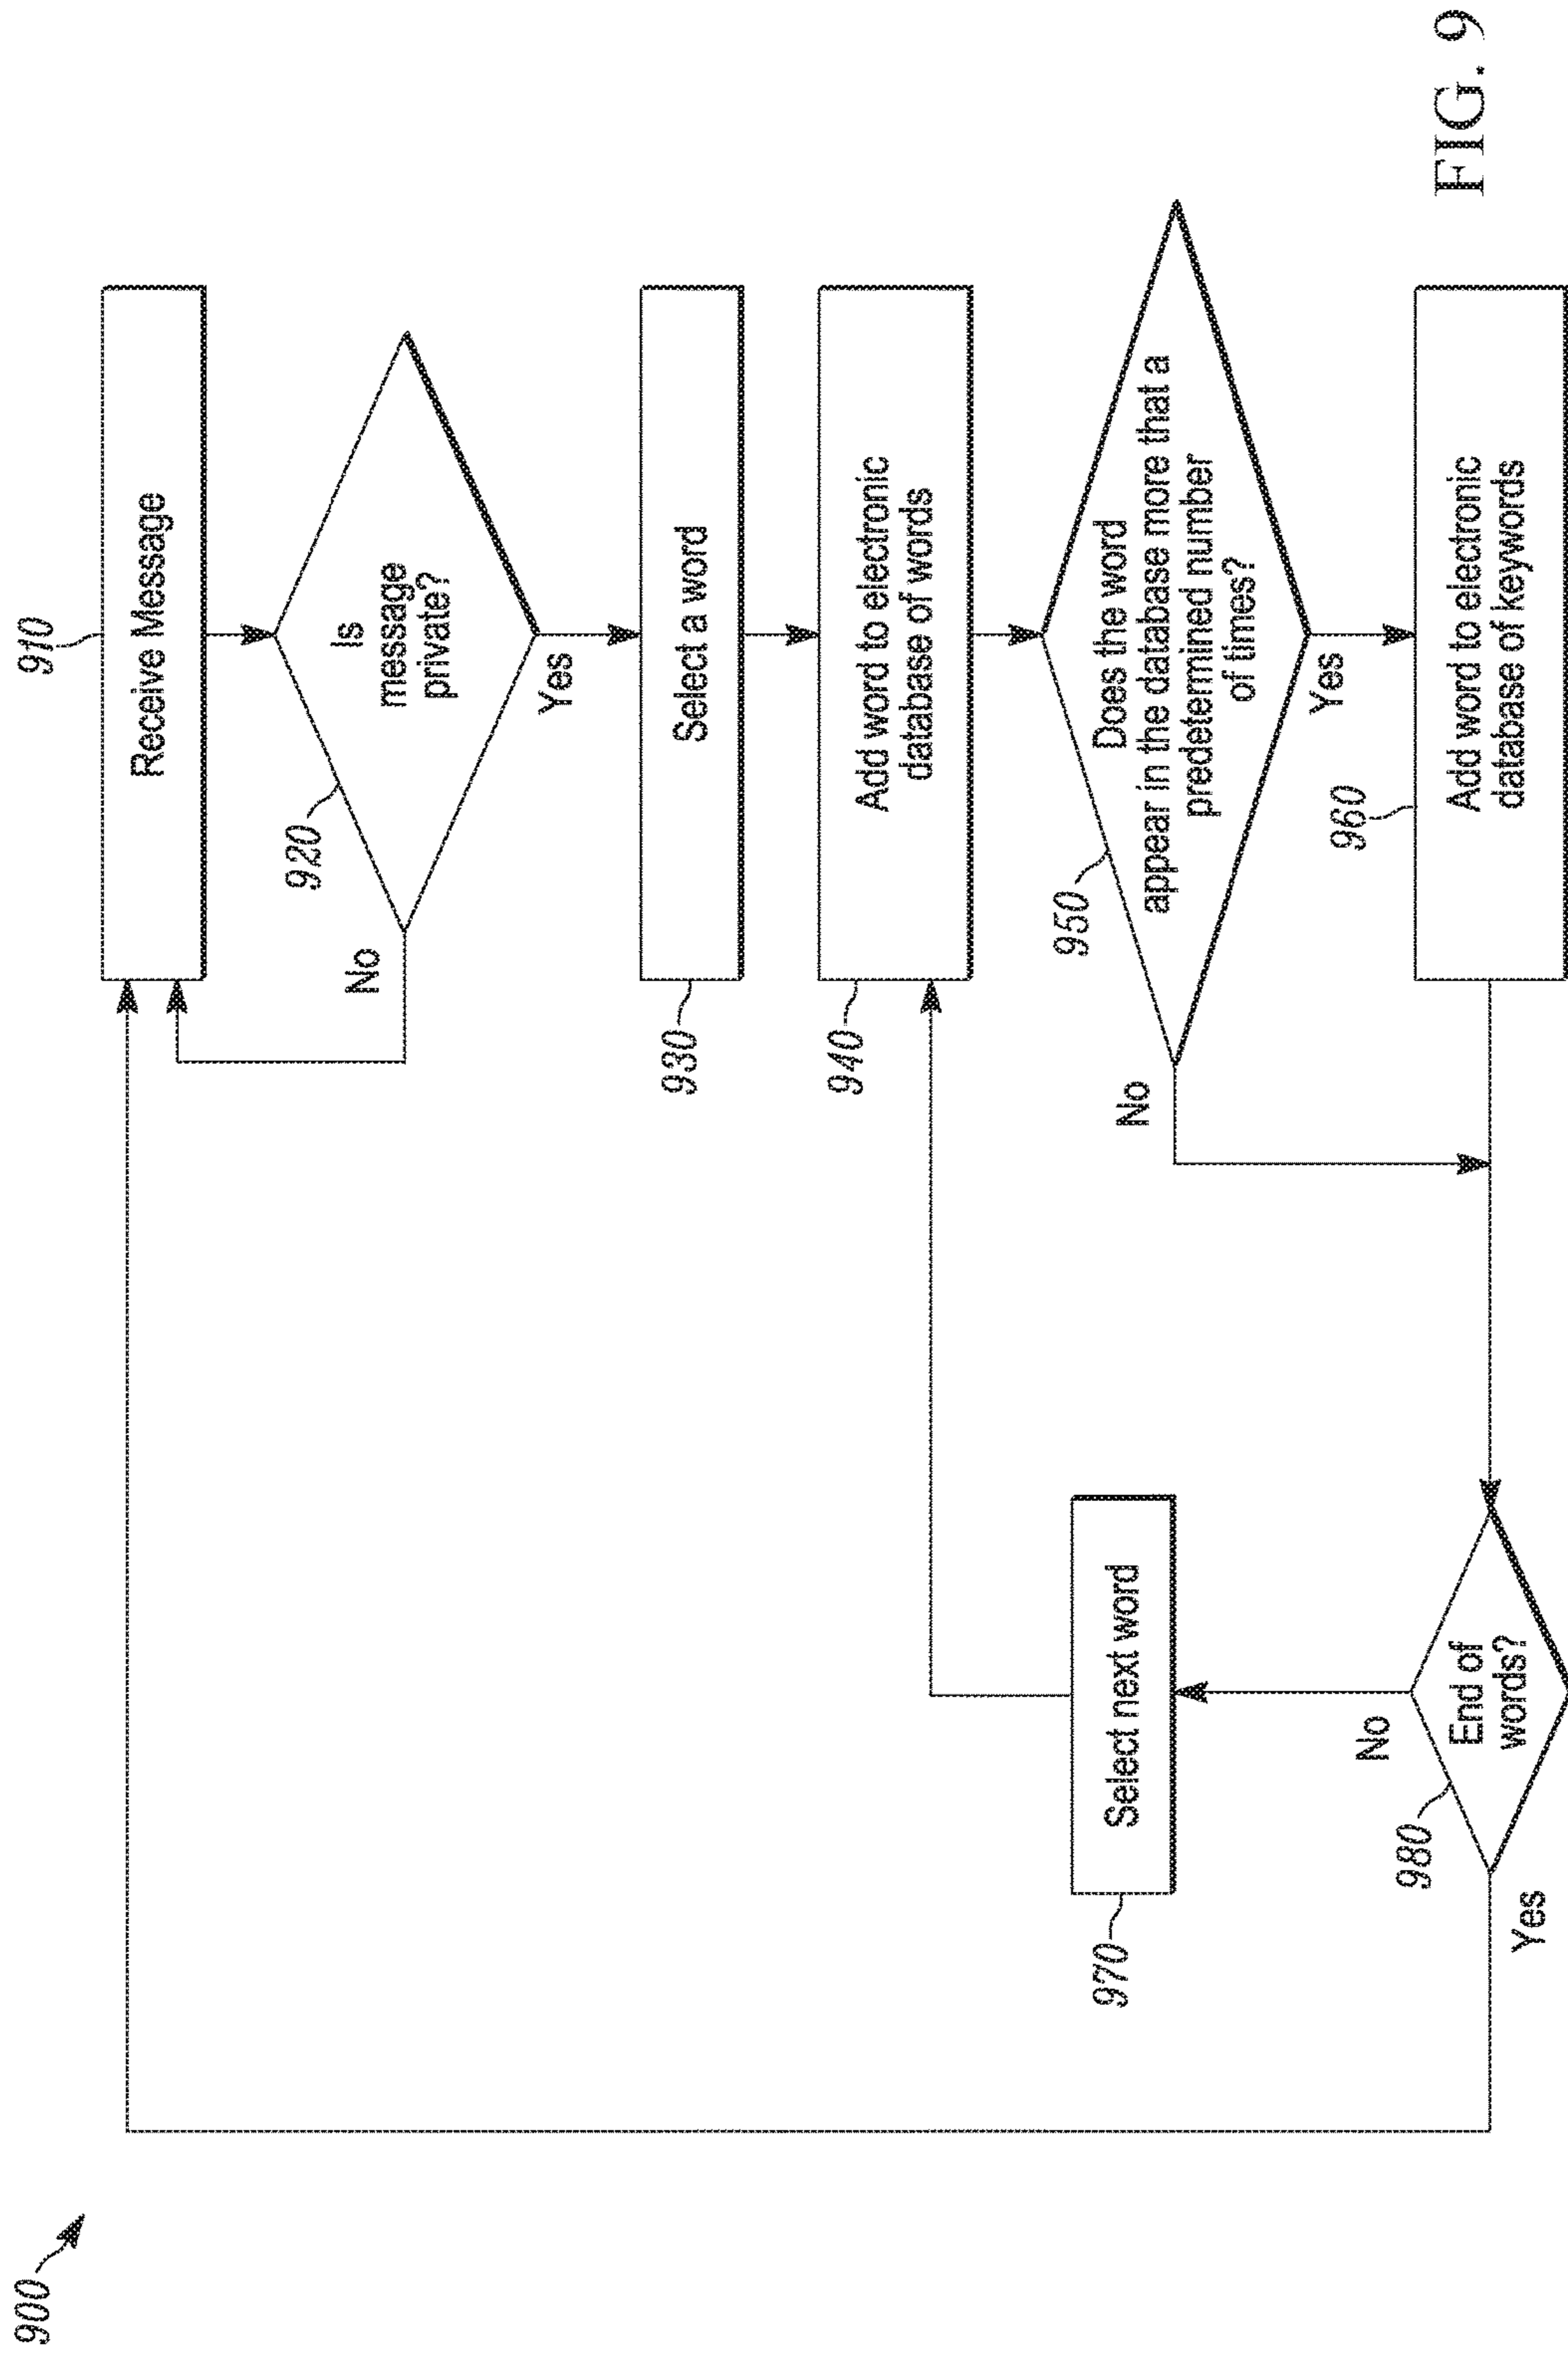 900
910
Receive Message
920
Is
message
private?
No
Yes
930
Select a word
940
Add word to electronic
database of words
950
Does the word
appear in the database more that a
predetermined number
of times?
No
Yes
960
Add word to electronic
database of keywords
970
Select next word
No
980
End of
words?
Yes
FIG. 9